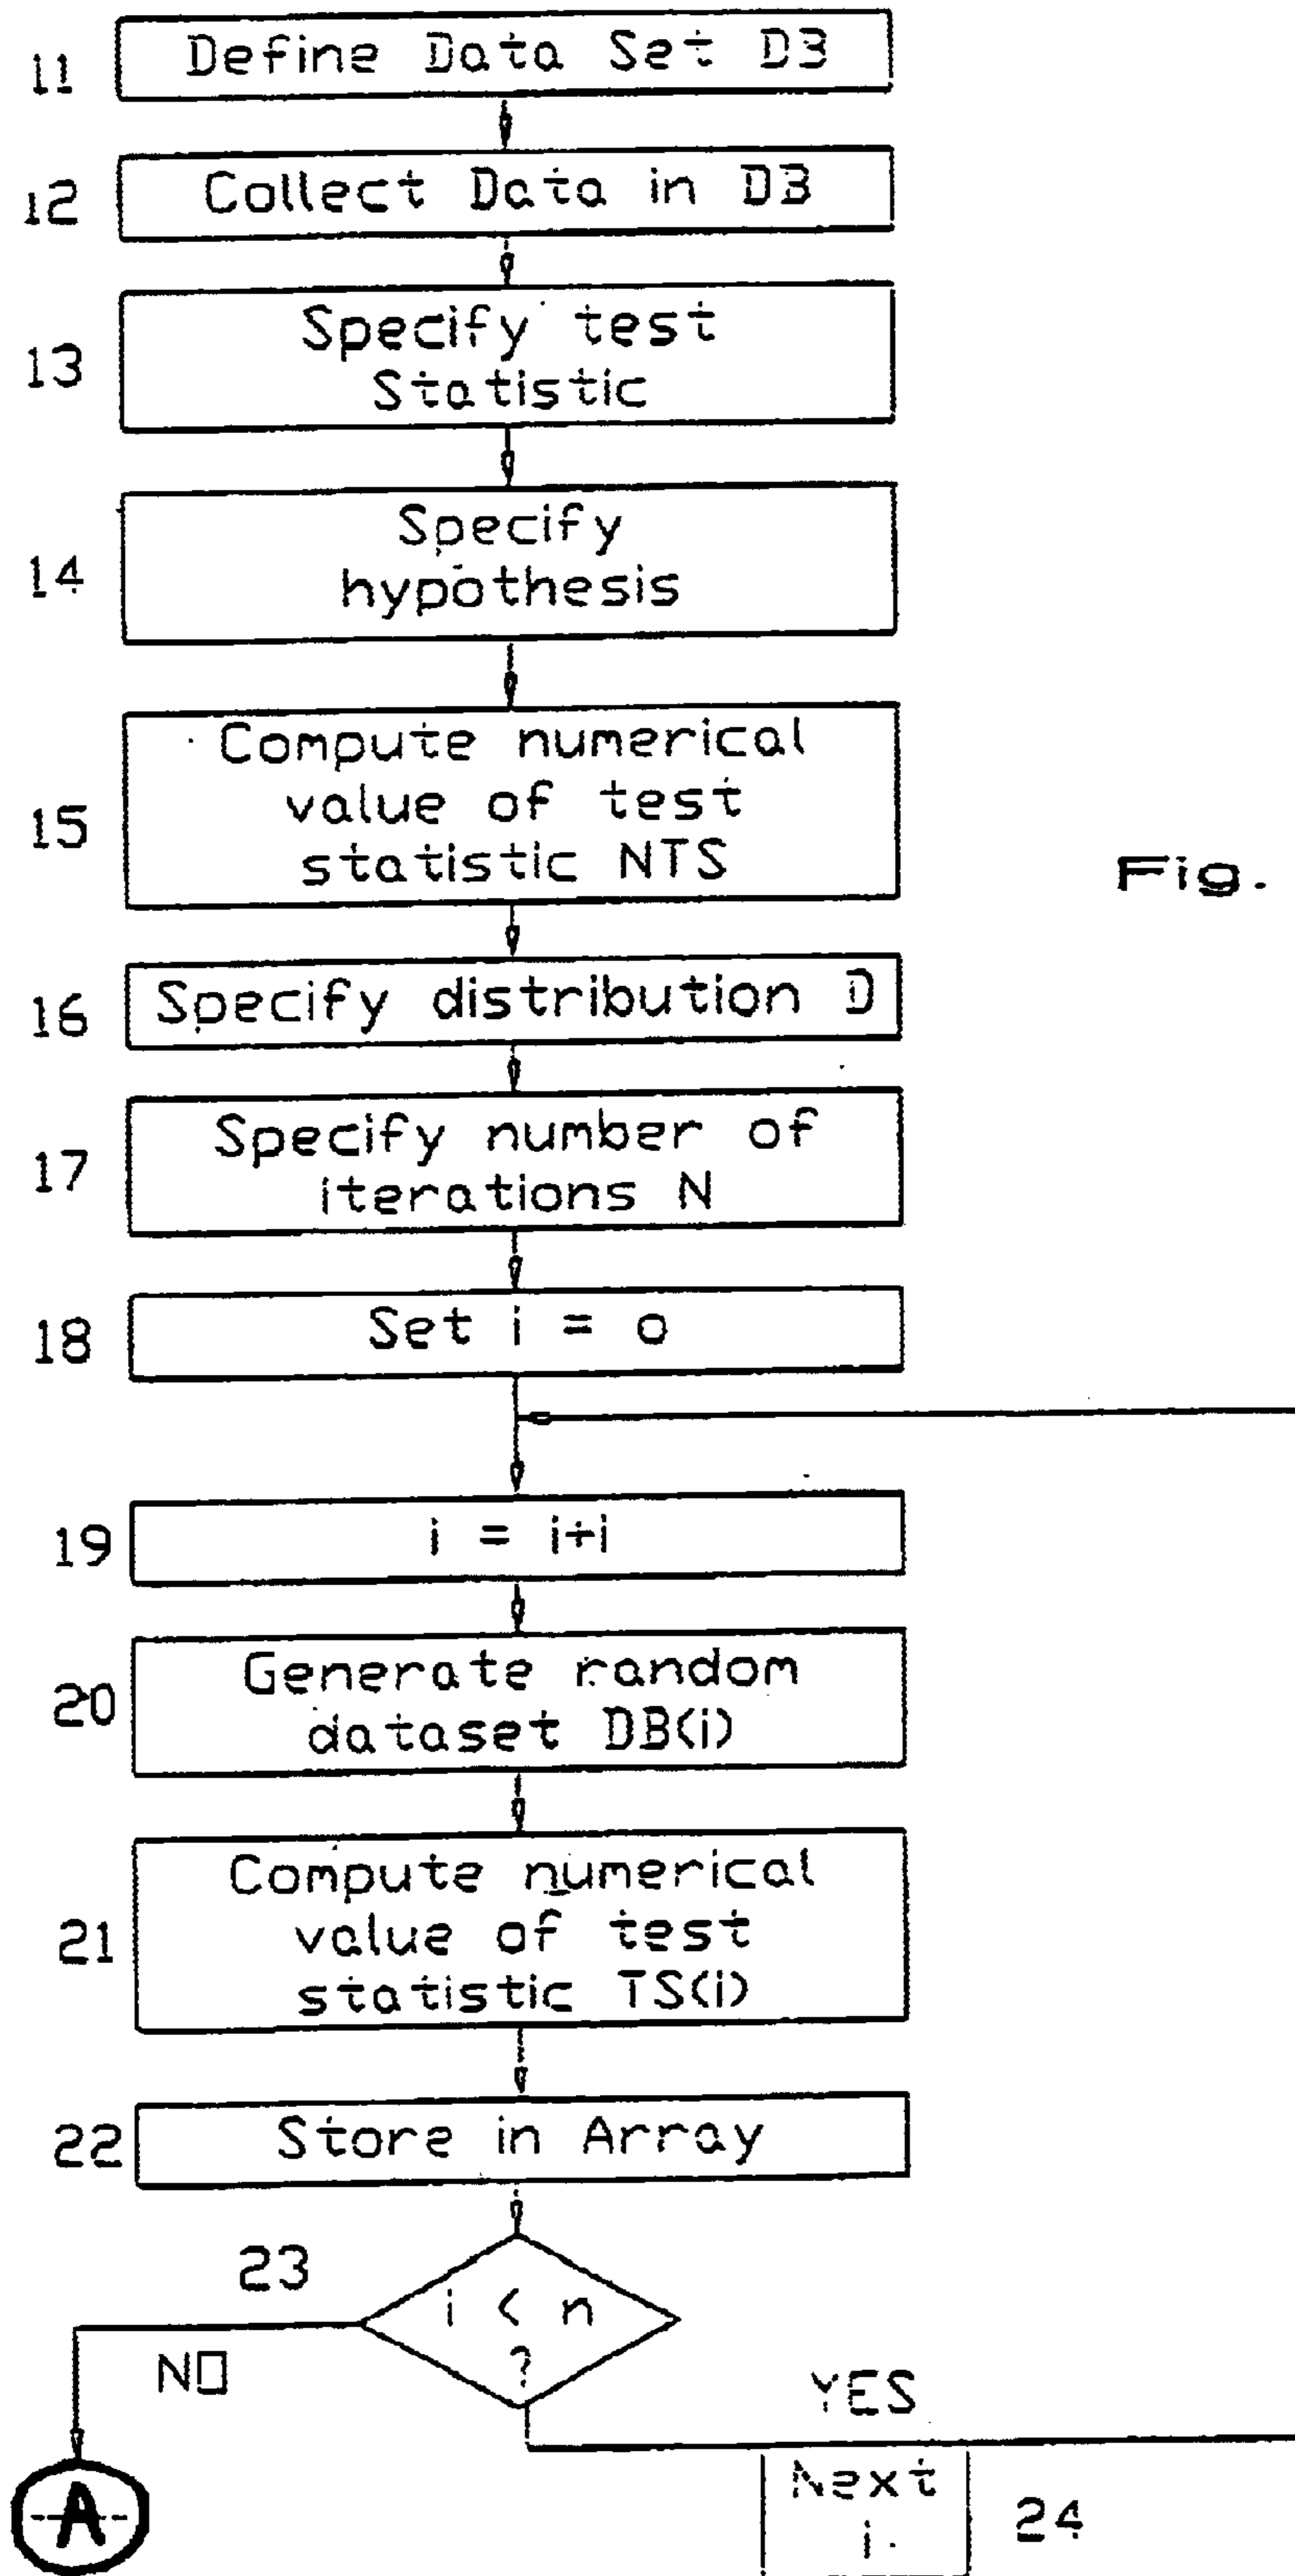 11
Define Data Set DB
12
Collect Data in DB
13
Specify test
Statistic
14
Specify
hypothesis
15
Compute numerical
value of test
statistic NTS
Fig.
16
Specify distribution D
17
Specify number of
iterations N
18
Set i = 0
19
i = i+i
20
Generate random
dataset DB(i)
21
Compute numerical
value of test
statistic TS(i)
22
Store in Array
23
i < n
?
NO
YES
A
Next
i
24